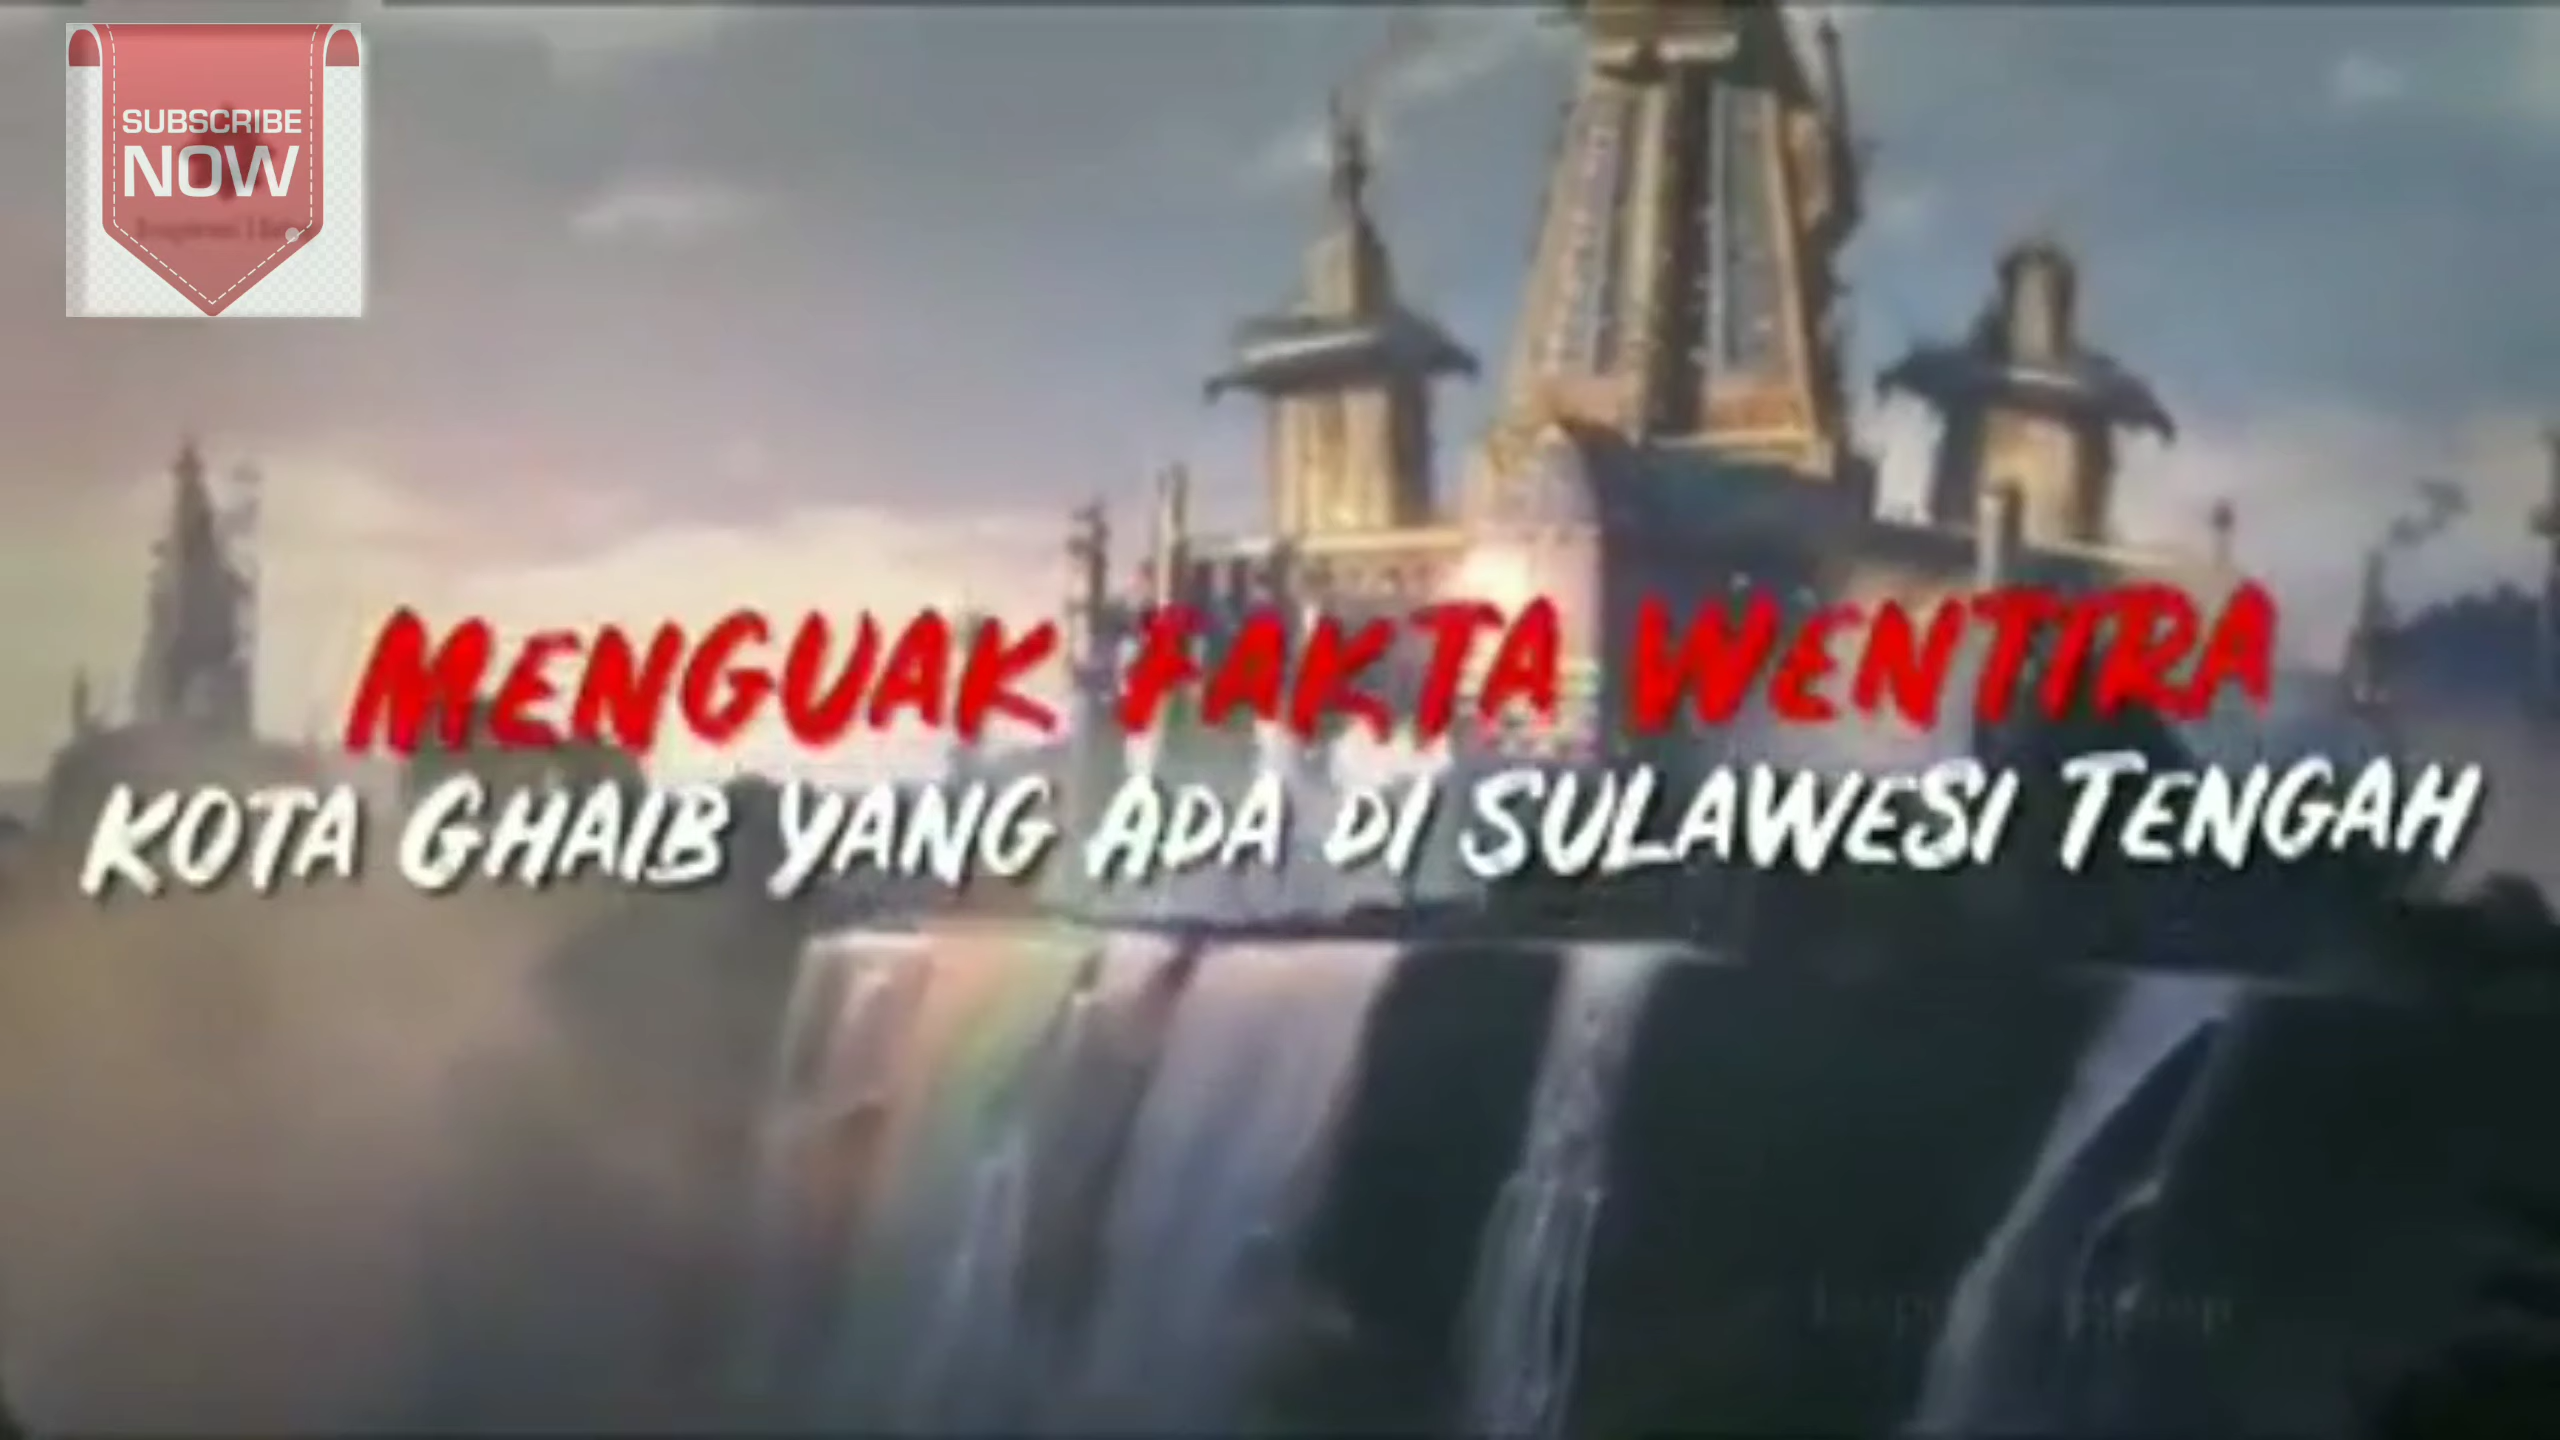 SUBSCRIBE
NOW
MENGUAK FAKTA WENTIRA
KOTA GHAIB YANG ADA DI SULAWESI TENGAH